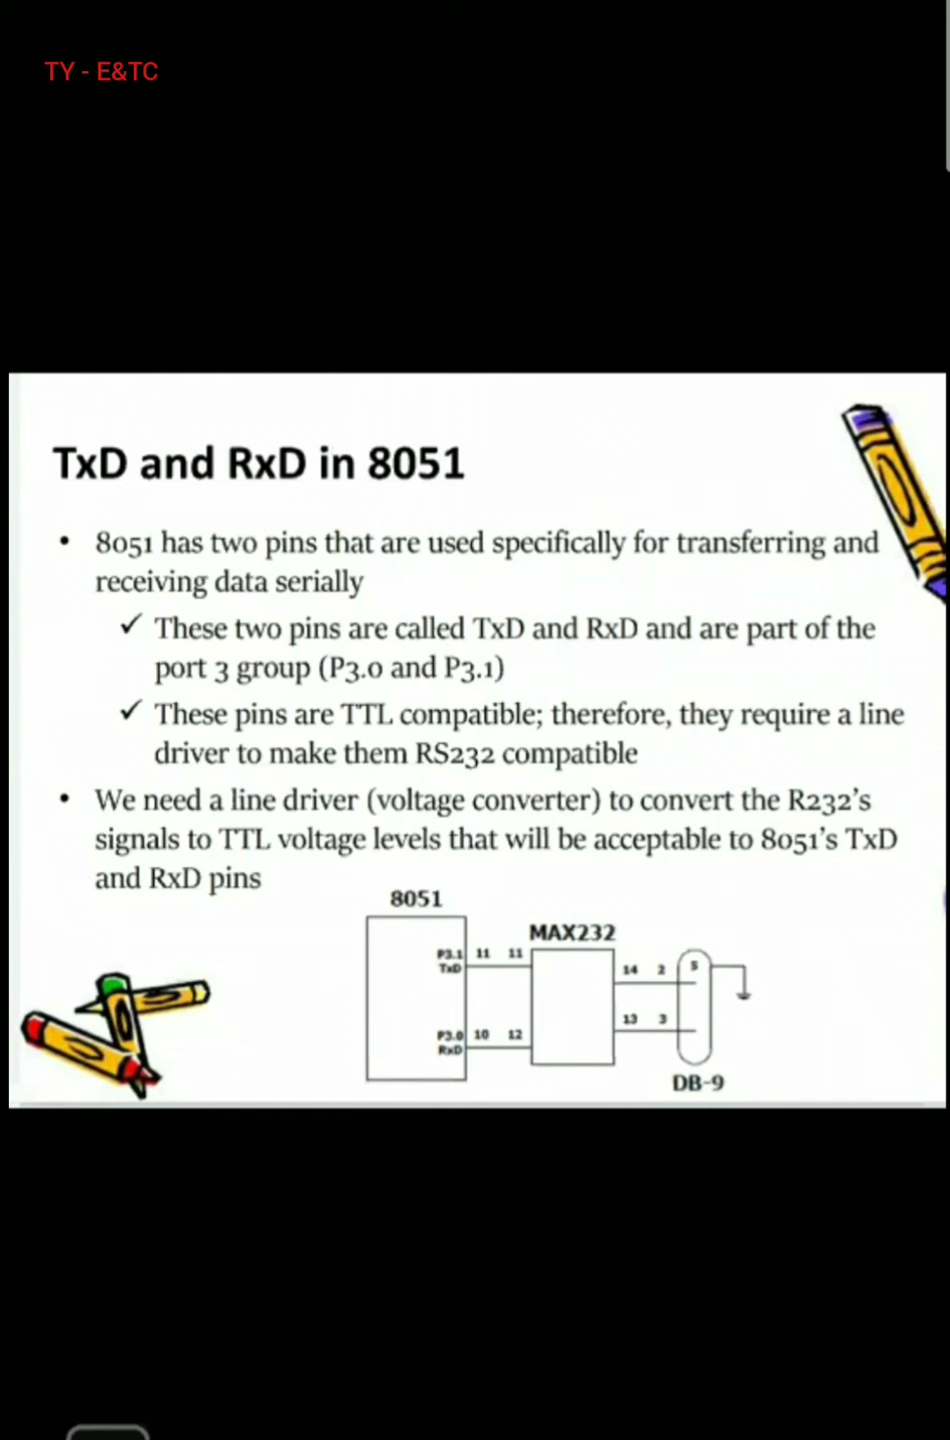 TY - E&TC
TxD and RxD in 8051
• 8051 has two pins that are used specifically for transferring and
receiving data serially
✓ These two pins are called TxD and RxD and are part of the
port 3 group (P3.0 and P3.1)
✓ These pins are TTL compatible; therefore, they require a line
driver to make them RS232 compatible
• We need a line driver (voltage converter) to convert the R232's
signals to TTL voltage levels that will be acceptable to 8051's TxD
and RxD pins
8051
MAX232
P3.1 11 11
TxD
14 2 5
13 3
P3.0 10 12
RxD
DB-9